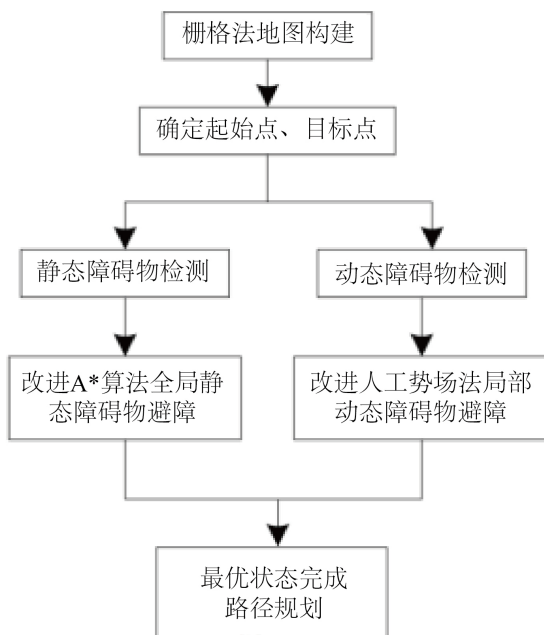 栅格法地图构建
确定起始点、目标点
静态障碍物检测
动态障碍物检测
改进A*算法全局静
态障碍物避障
改进人工势场法局部
动态障碍物避障
最优状态完成
路径规划